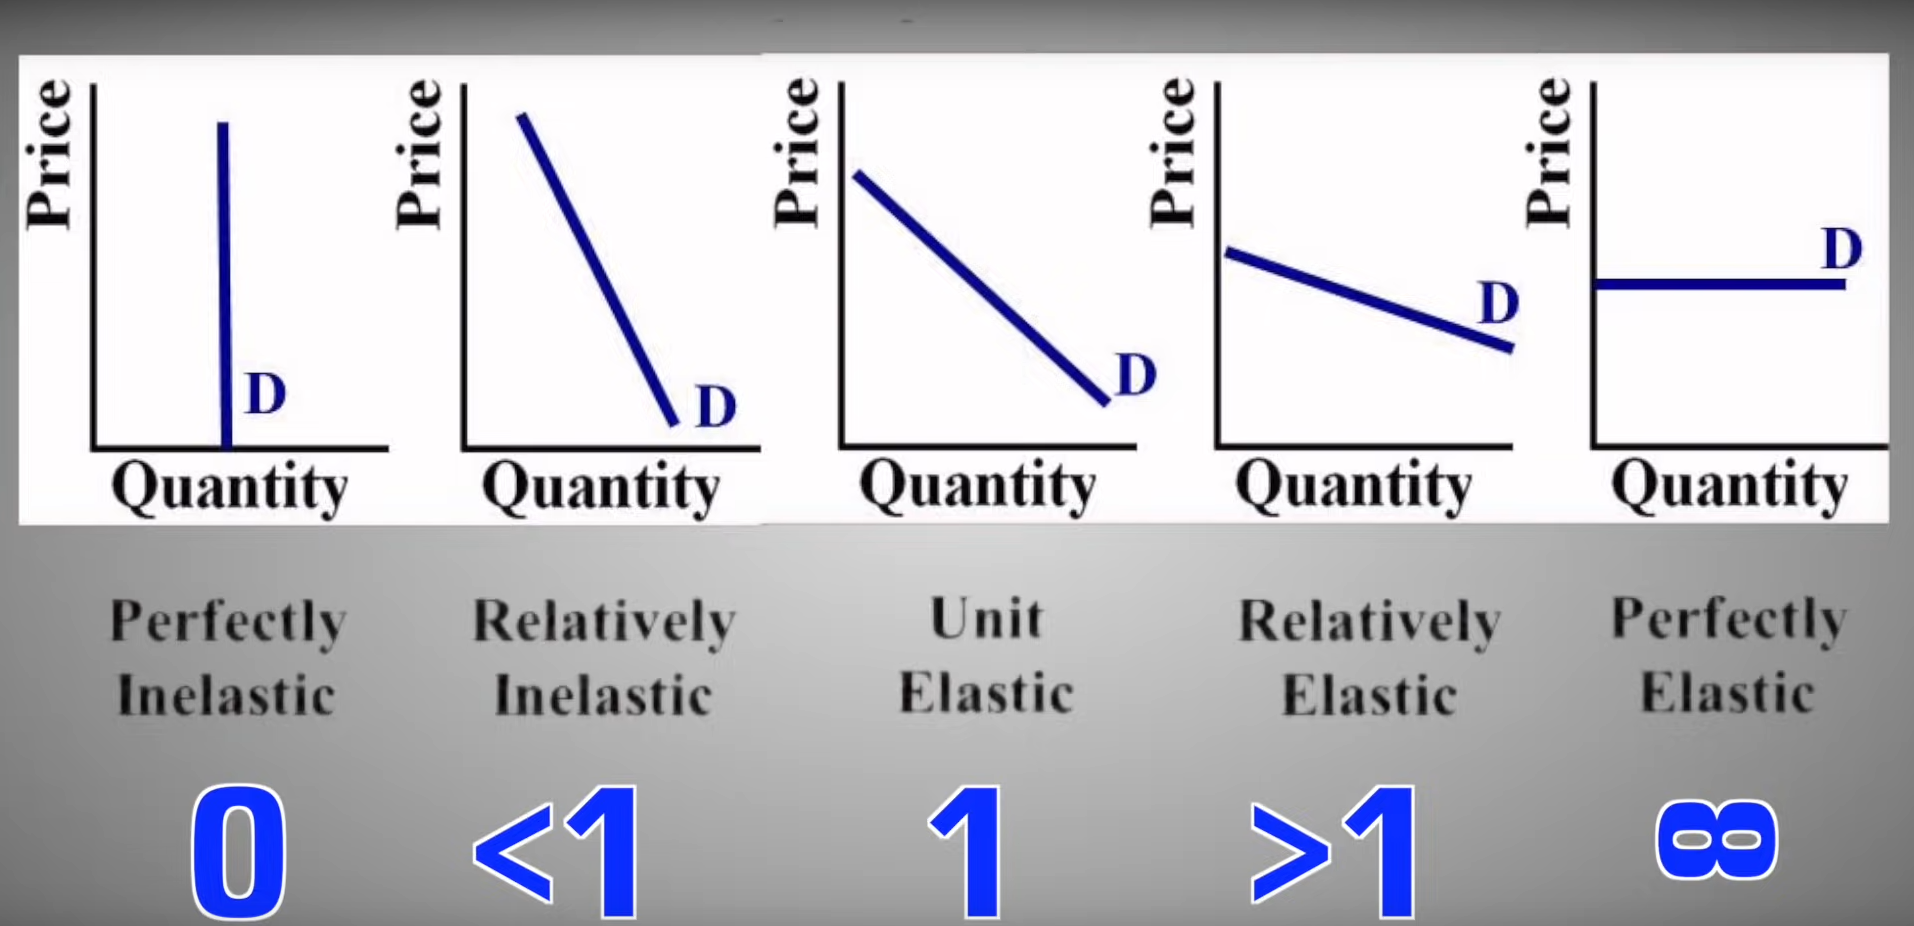 Price
D
Quantity
Price
D
Quantity
Price
D
Quantity
Price
D
Quantity
Price
D
Quantity
Perfectly
Inelastic
Relatively
Inelastic
Unit
Elastic
Relatively
Elastic
Perfectly
Elastic
0
<1
1
>1
∞